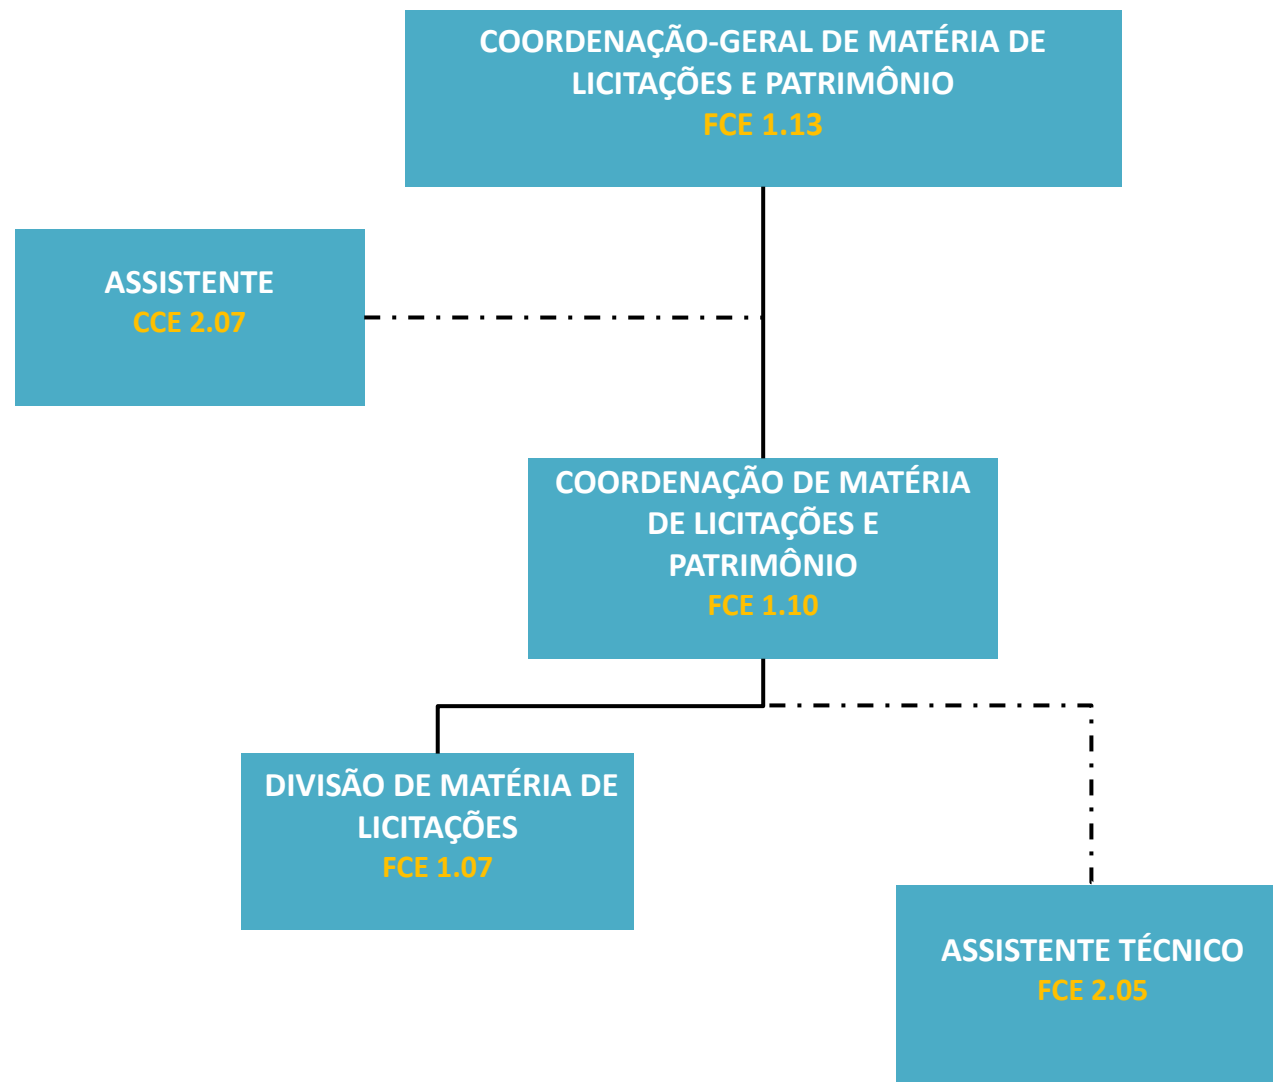 COORDENAÇÃO-GERAL DE MATÉRIA DE
LICITAÇÕES E PATRIMÔNIO
FCE 1.13
ASSISTENTE
CCE 2.07
COORDENAÇÃO DE MATÉRIA
DE LICITAÇÕES E
PATRIMÔNIO
FCE 1.10
DIVISÃO DE MATÉRIA DE
LICITAÇÕES
FCE 1.07
ASSISTENTE TÉCNICO
FCE 2.05